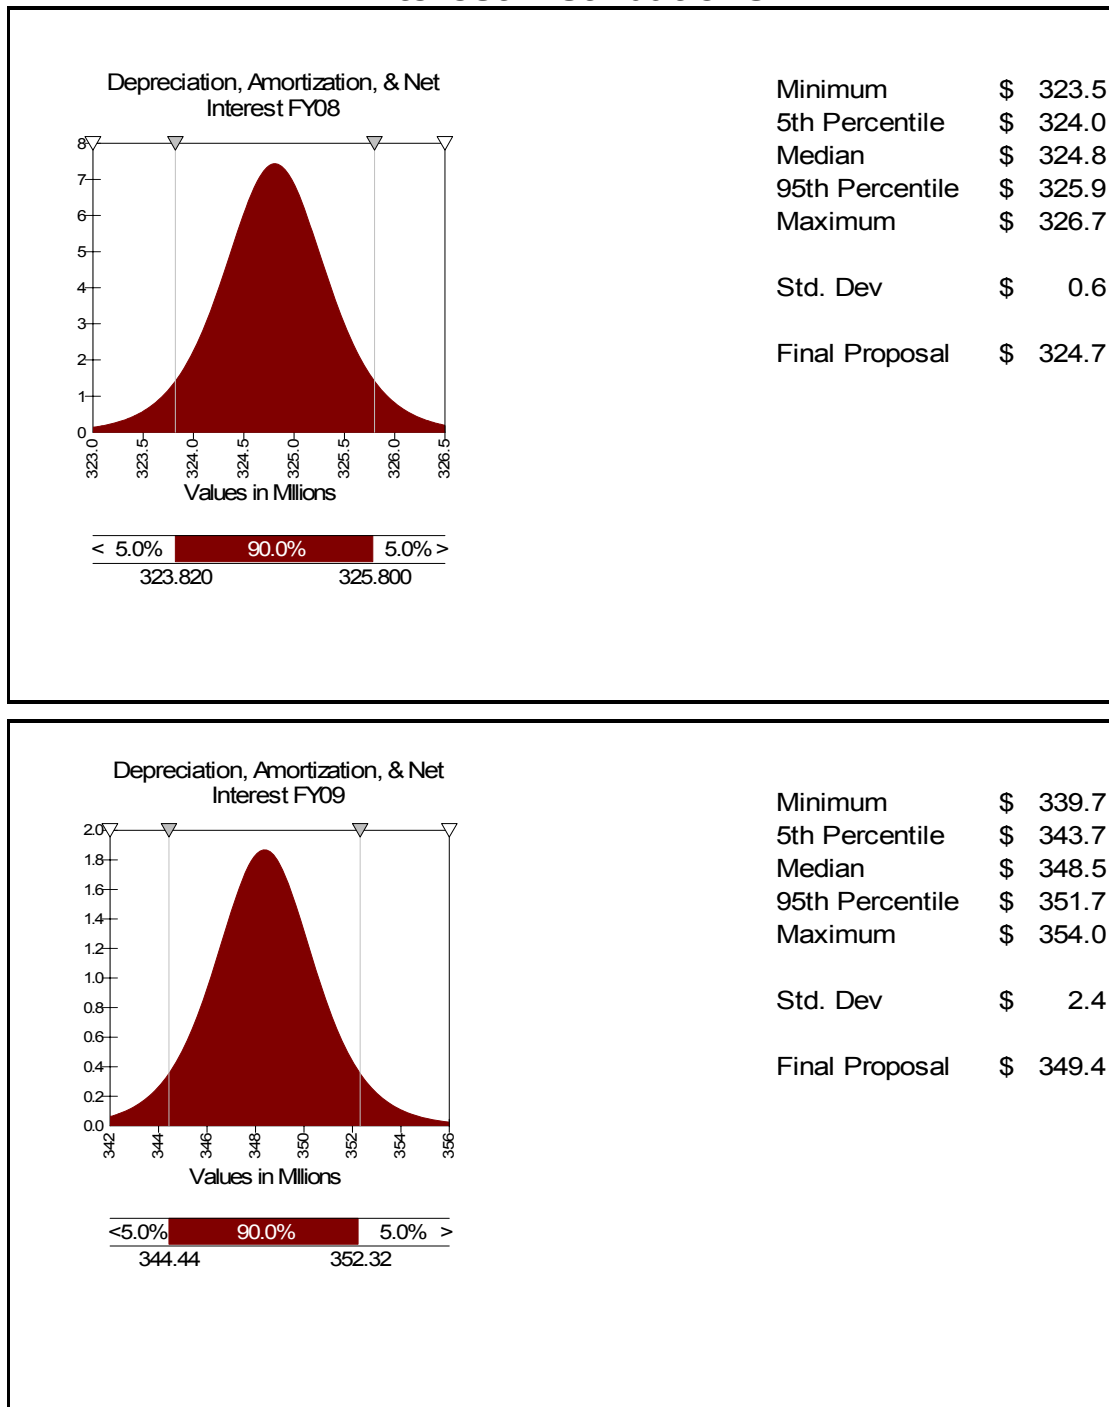 Depreciation, Amortization, & Net
Interest FY08
8
7
6
5
4
3
2
1
0
323.0
323.5
324.0
324.5
325.0
325.5
326.0
326.5
Values in Millions
< 5.0% 90.0% 5.0% >
323.820 325.800
Minimum $ 323.5
5th Percentile $ 324.0
Median $ 324.8
95th Percentile $ 325.9
Maximum $ 326.7
Std. Dev $ 0.6
Final Proposal $ 324.7
Depreciation, Amortization, & Net
Interest FY09
2.0
1.8
1.6
1.4
1.2
1.0
0.8
0.6
0.4
0.2
0.0
342
344
346
348
350
352
354
356
Values in Millions
<5.0% 90.0% 5.0% >
344.44 352.32
Minimum $ 339.7
5th Percentile $ 343.7
Median $ 348.5
95th Percentile $ 351.7
Maximum $ 354.0
Std. Dev $ 2.4
Final Proposal $ 349.4